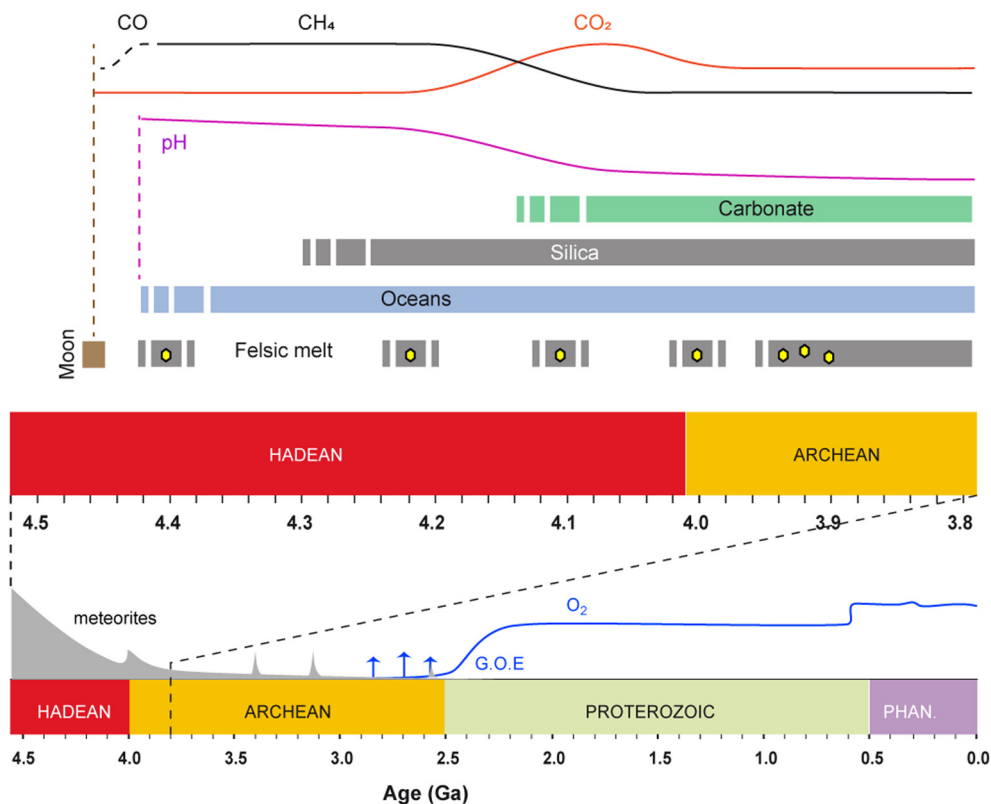 CO CH₄ CO₂
pH
Carbonate
Silica
Oceans
Moon
Felsic melt
HADEAN ARCHEAN
4.5 4.4 4.3 4.2 4.1 4.0 3.9 3.8
meteorites
O₂
G.O.E
HADEAN ARCHEAN PROTEROZOIC PHAN.
4.5 4.0 3.5 3.0 2.5 2.0 1.5 1.0 0.5 0.0
Age (Ga)